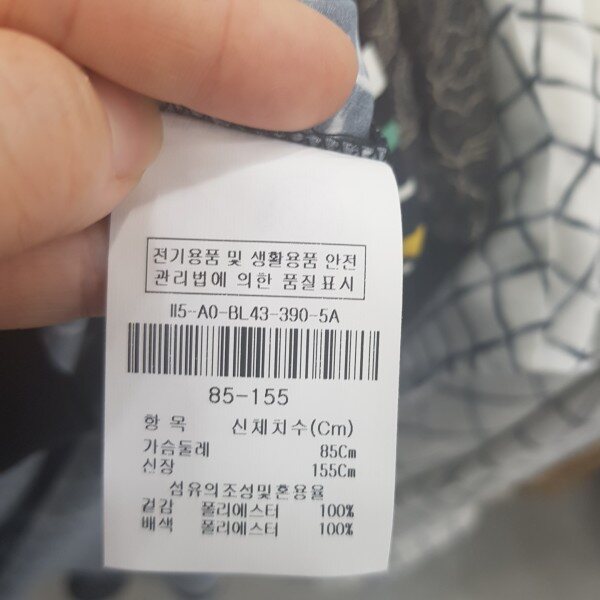 전기용품 및 생활용품 안전
관리법에 의한 품질표시
II5-A0-BL43-390-5A
85-155
항 목 신체치수(Cm)
가슴둘레 85Cm
신장 155Cm
섬유의조성및혼용율
겉감 폴리에스터 100%
배색 폴리에스터 100%